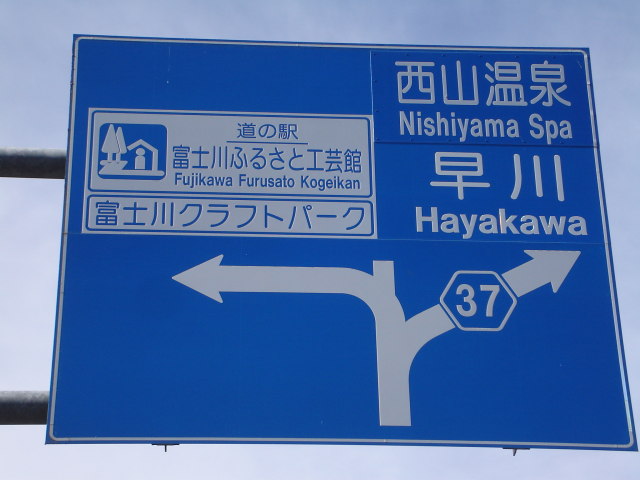 西山温泉
Nishiyama Spa
早川
Hayakawa
道の駅
富士川ふるさと工芸館
Fujikawa Furusato Kogeikan
富士川クラフトパーク
37